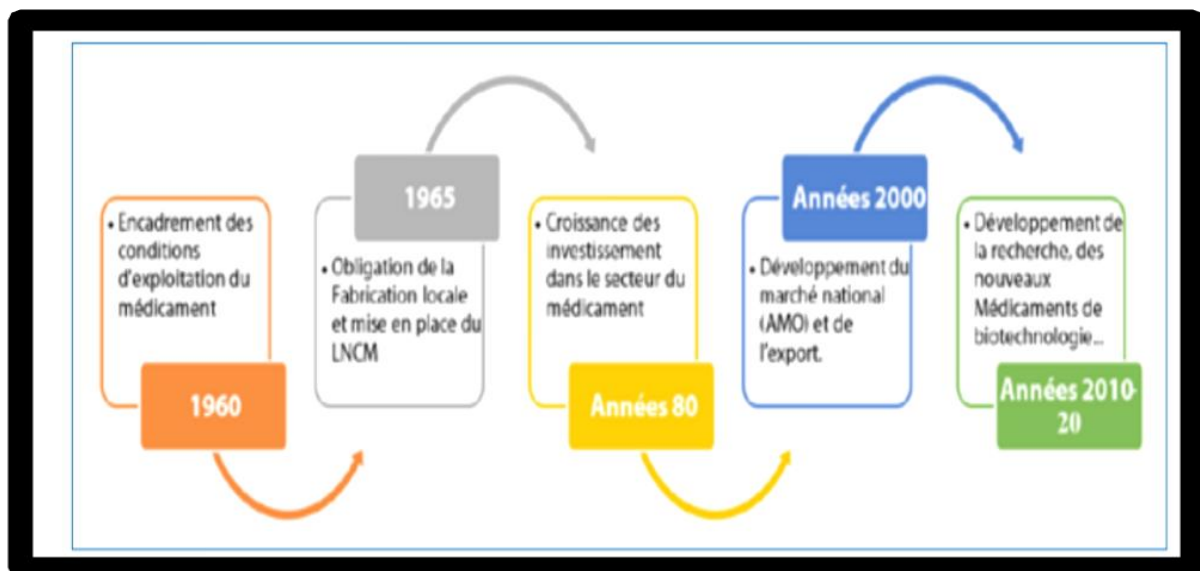 • Encadrement des
conditions
d'exploitation du
médicament
1960
1965
• Obligation de la
Fabrication locale
et mise en place du
LNCM
• Croissance des
investissement
dans le secteur du
médicament
Années 80
Années 2000
• Développement du
marché national
(AMO) et de
l'export.
• Développement de
la recherche, des
nouveaux
Médicaments de
biotechnologie...
Années 2010-
20